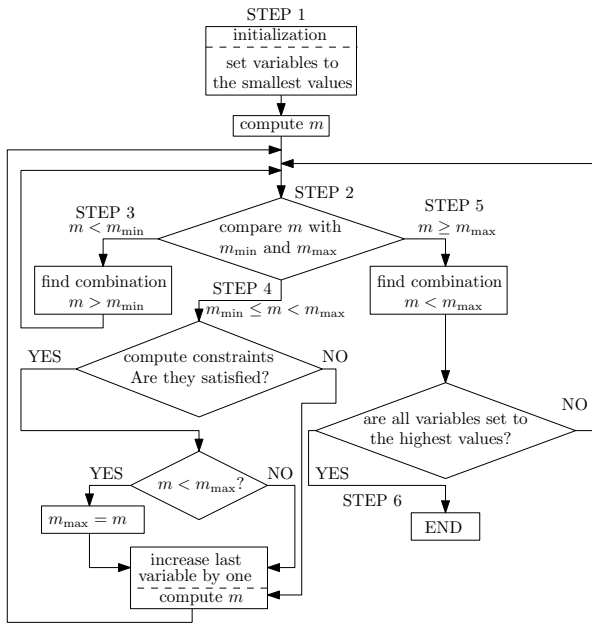 STEP 1
initialization
set variables to
the smallest values
compute m
STEP 2
compare m with
m_min and m_max
STEP 3
m < m_min
find combination
m > m_min
STEP 5
m ≥ m_max
find combination
m < m_max
STEP 4
m_min ≤ m < m_max
YES
compute constraints
Are they satisfied?
NO
are all variables set to
the highest values?
NO
YES
STEP 6
END
YES
m < m_max?
NO
m_max = m
increase last
variable by one
compute m